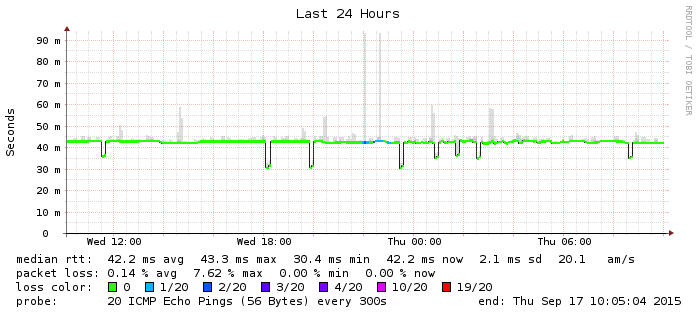 Last 24 Hours
RRDTOOL / TOBI OETIKER
Seconds
90 m
80 m
70 m
60 m
50 m
40 m
30 m
20 m
10 m
0
Wed 12:00 Wed 18:00 Thu 00:00 Thu 06:00
median rtt: 42.2 ms avg 43.3 ms max 30.4 ms min 42.2 ms now 2.1 ms sd 20.1 am/s
packet loss: 0.14 % avg 7.62 % max 0.00 % min 0.00 % now
loss color: 0 1/20 2/20 3/20 4/20 10/20 19/20
probe: 20 ICMP Echo Pings (56 Bytes) every 300s end: Thu Sep 17 10:05:04 2015